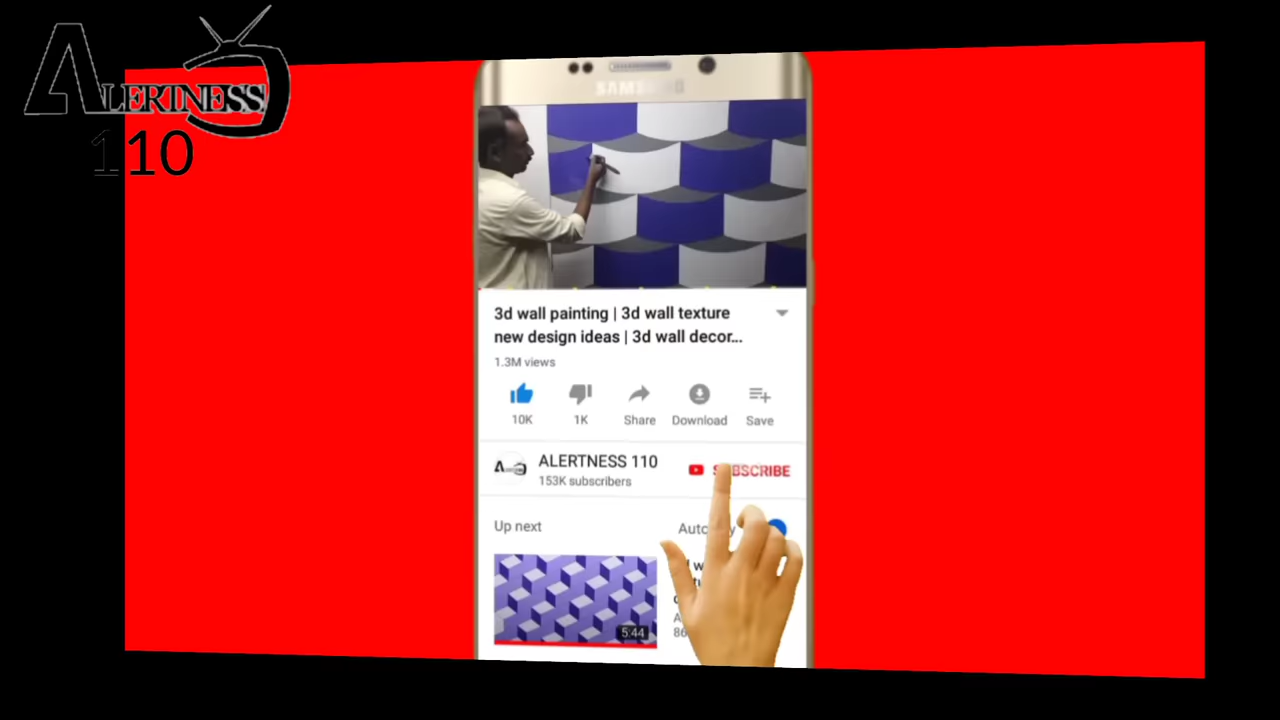 ALERTNESS
110
SAMSUNG
3d wall painting | 3d wall texture
new design ideas | 3d wall decor...
1.3M views
10K
1K
Share
Download
Save
ALERTNESS 110
153K subscribers
SUBSCRIBE
Up next
5:44